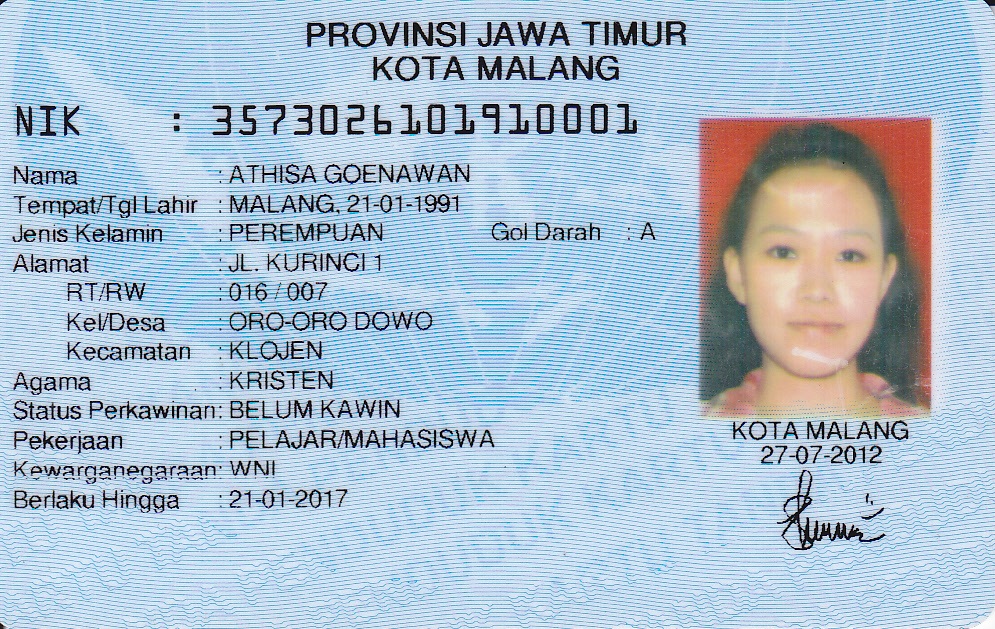 PROVINSI JAWA TIMUR
KOTA MALANG
NIK : 3573026101910001
Nama : ATHISA GOENAWAN
Tempat/Tgl Lahir : MALANG, 21-01-1991
Jenis Kelamin : PEREMPUAN Gol Darah : A
Alamat : JL. KURINCI 1
RT/RW : 016 / 007
Kel/Desa : ORO-ORO DOWO
Kecamatan : KLOJEN
Agama : KRISTEN
Status Perkawinan: BELUM KAWIN
Pekerjaan : PELAJAR/MAHASISWA
Kewarganegaraan: WNI
Berlaku Hingga : 21-01-2017
KOTA MALANG
27-07-2012